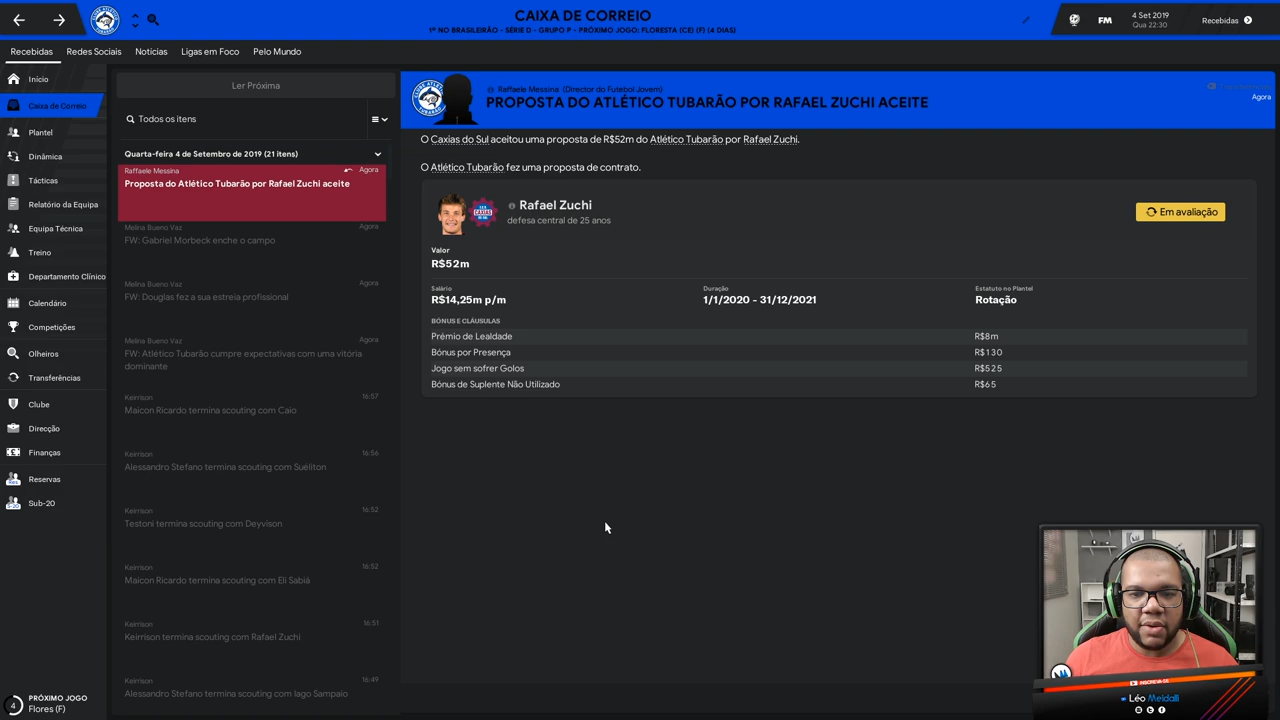 CAIXA DE CORREIO
1º NO BRASILEIRÃO - SÉRIE D - GRUPO P - PRÓXIMO JOGO: FLORESTA (CE) (F) (4 DIAS)
FM
4 Set 2019
Qua 22:30
Recebidas
Recebidas
Redes Sociais
Notícias
Ligas em Foco
Pelo Mundo
Início
Caixa de Correio
Plantel
Dinâmica
Tácticas
Relatório da Equipa
Equipa Técnica
Treino
Departamento Clínico
Calendário
Competições
Olheiros
Transferências
Clube
Direcção
Finanças
Reservas
Sub-20
PRÓXIMO JOGO
4
Flores (F)
Ler Próxima
Todos os itens
Quarta-feira 4 de Setembro de 2019 (21 itens)
Raffaele Messina
Agora
Proposta do Atlético Tubarão por Rafael Zuchi aceite
Melina Bueno Vaz
Agora
FW: Gabriel Morbeck enche o campo
Melina Bueno Vaz
Agora
FW: Douglas fez a sua estreia profissional
Melina Bueno Vaz
Agora
FW: Atlético Tubarão cumpre expectativas com uma vitória
dominante
Keirrison
16:57
Maicon Ricardo termina scouting com Caio
Keirrison
16:56
Alessandro Stefano termina scouting com Suéliton
Keirrison
16:52
Testoni termina scouting com Deyvison
Keirrison
16:52
Maicon Ricardo termina scouting com Eli Sabiá
Keirrison
16:51
Keirrison termina scouting com Rafael Zuchi
Keirrison
16:49
Alessandro Stefano termina scouting com Iago Sampaio
Raffaele Messina (Director do Futebol Jovem)
PROPOSTA DO ATLÉTICO TUBARÃO POR RAFAEL ZUCHI ACEITE
Agora
O Caxias do Sul aceitou uma proposta de R$52m do Atlético Tubarão por Rafael Zuchi.
O Atlético Tubarão fez uma proposta de contrato.
Rafael Zuchi
defesa central de 25 anos
Em avaliação
Valor
R$52m
Salário
R$14,25m p/m
Duração
1/1/2020 - 31/12/2021
Estatuto no Plantel
Rotação
BÓNUS E CLÁUSULAS
Prémio de Lealdade
R$8m
Bónus por Presença
R$130
Jogo sem sofrer Golos
R$525
Bónus de Suplente Não Utilizado
R$65
INSCREVA-SE
Léo Meidalli